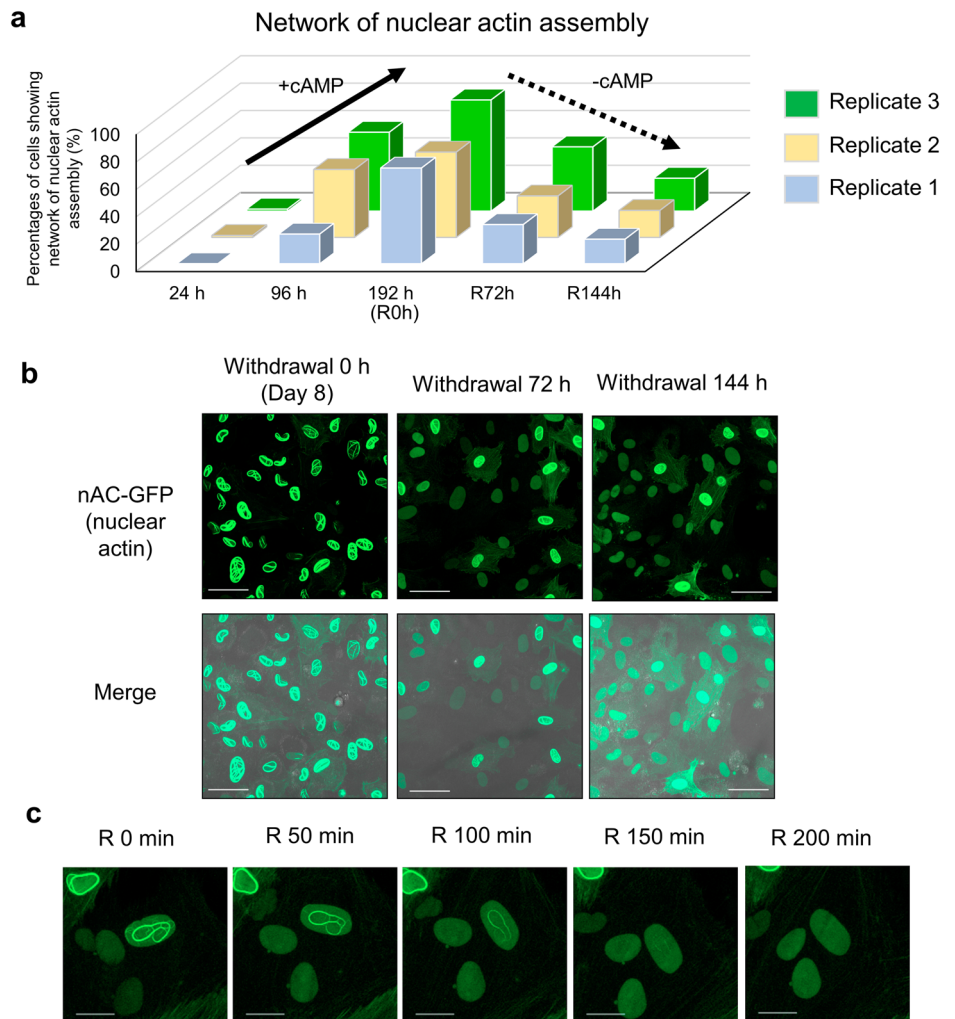 a
Network of nuclear actin assembly
Percentages of cells showing
network of nuclear actin
assembly (%)
100
80
60
40
20
0
+cAMP
-cAMP
24 h
96 h
192 h
(R0h)
R72h
R144h
Replicate 3
Replicate 2
Replicate 1
b
Withdrawal 0 h
(Day 8)
Withdrawal 72 h
Withdrawal 144 h
nAC-GFP
(nuclear
actin)
Merge
c
R 0 min
R 50 min
R 100 min
R 150 min
R 200 min